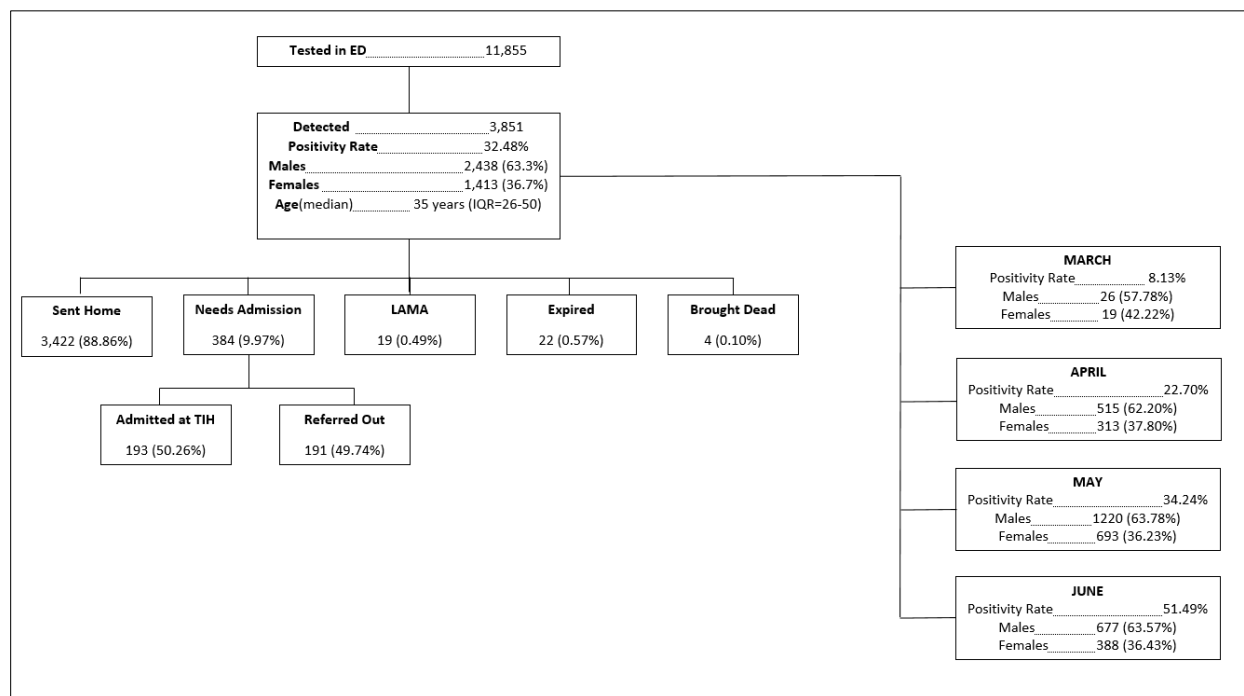 Tested in ED 11,855
Detected 3,851
Positivity Rate 32.48%
Males 2,438 (63.3%)
Females 1,413 (36.7%)
Age(median) 35 years (IQR=26-50)
Sent Home
3,422 (88.86%)
Needs Admission
384 (9.97%)
LAMA
19 (0.49%)
Expired
22 (0.57%)
Brought Dead
4 (0.10%)
Admitted at TIH
193 (50.26%)
Referred Out
191 (49.74%)
MARCH
Positivity Rate 8.13%
Males 26 (57.78%)
Females 19 (42.22%)
APRIL
Positivity Rate 22.70%
Males 515 (62.20%)
Females 313 (37.80%)
MAY
Positivity Rate 34.24%
Males 1220 (63.78%)
Females 693 (36.23%)
JUNE
Positivity Rate 51.49%
Males 677 (63.57%)
Females 388 (36.43%)